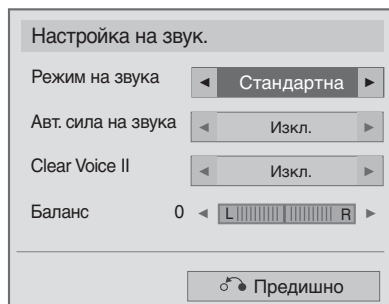 Настройка на звук.
Режим на звука ◄ Стандартна ►
Авт. сила на звука ◄ Изкл. ►
Clear Voice II ◄ Изкл. ►
Баланс 0 ◄ L R ►
Предишно